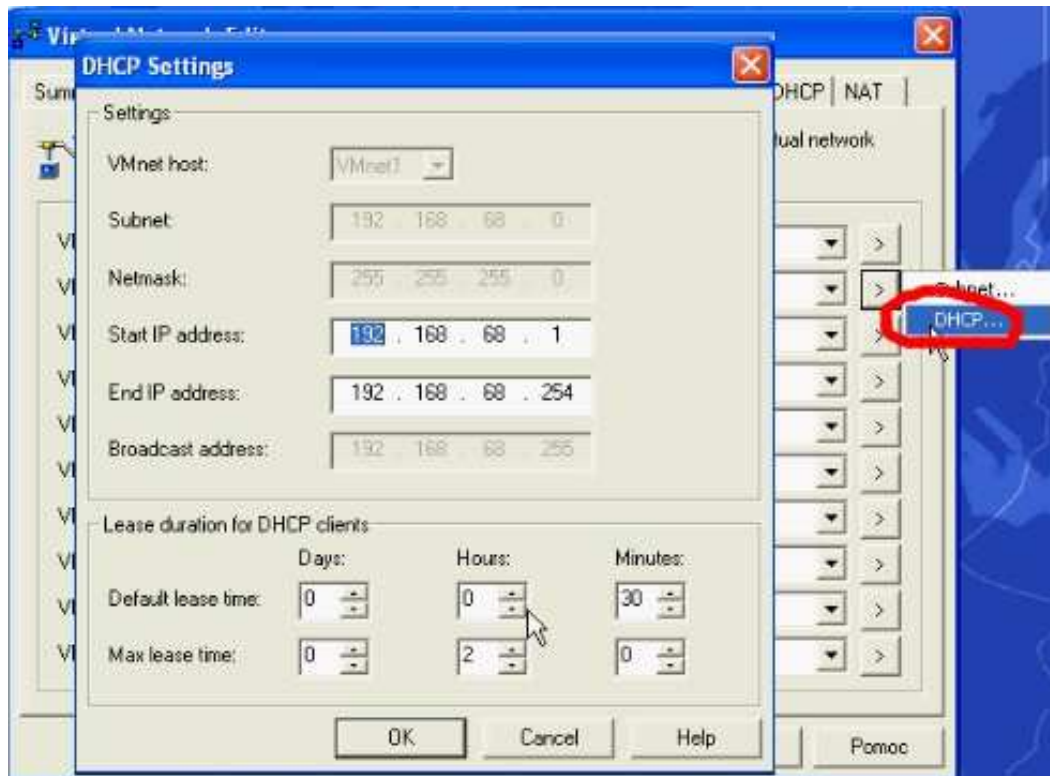 DHCP Settings
DHCP NAT
Settings
VMnet host: VMnet1
Subnet: 192 . 168 . 68 . 0
Netmask: 255 . 255 . 255 . 0
Start IP address: 192 . 168 . 68 . 1
End IP address: 192 . 168 . 68 . 254
Broadcast address: 192 . 168 . 68 . 255
Lease duration for DHCP clients
Days: Hours: Minutes:
Default lease time: 0 0 30
Max lease time: 0 2 0
OK Cancel Help
network
>
>
>
>
>
>
>
>
>
>
DHCP...
Pomoc